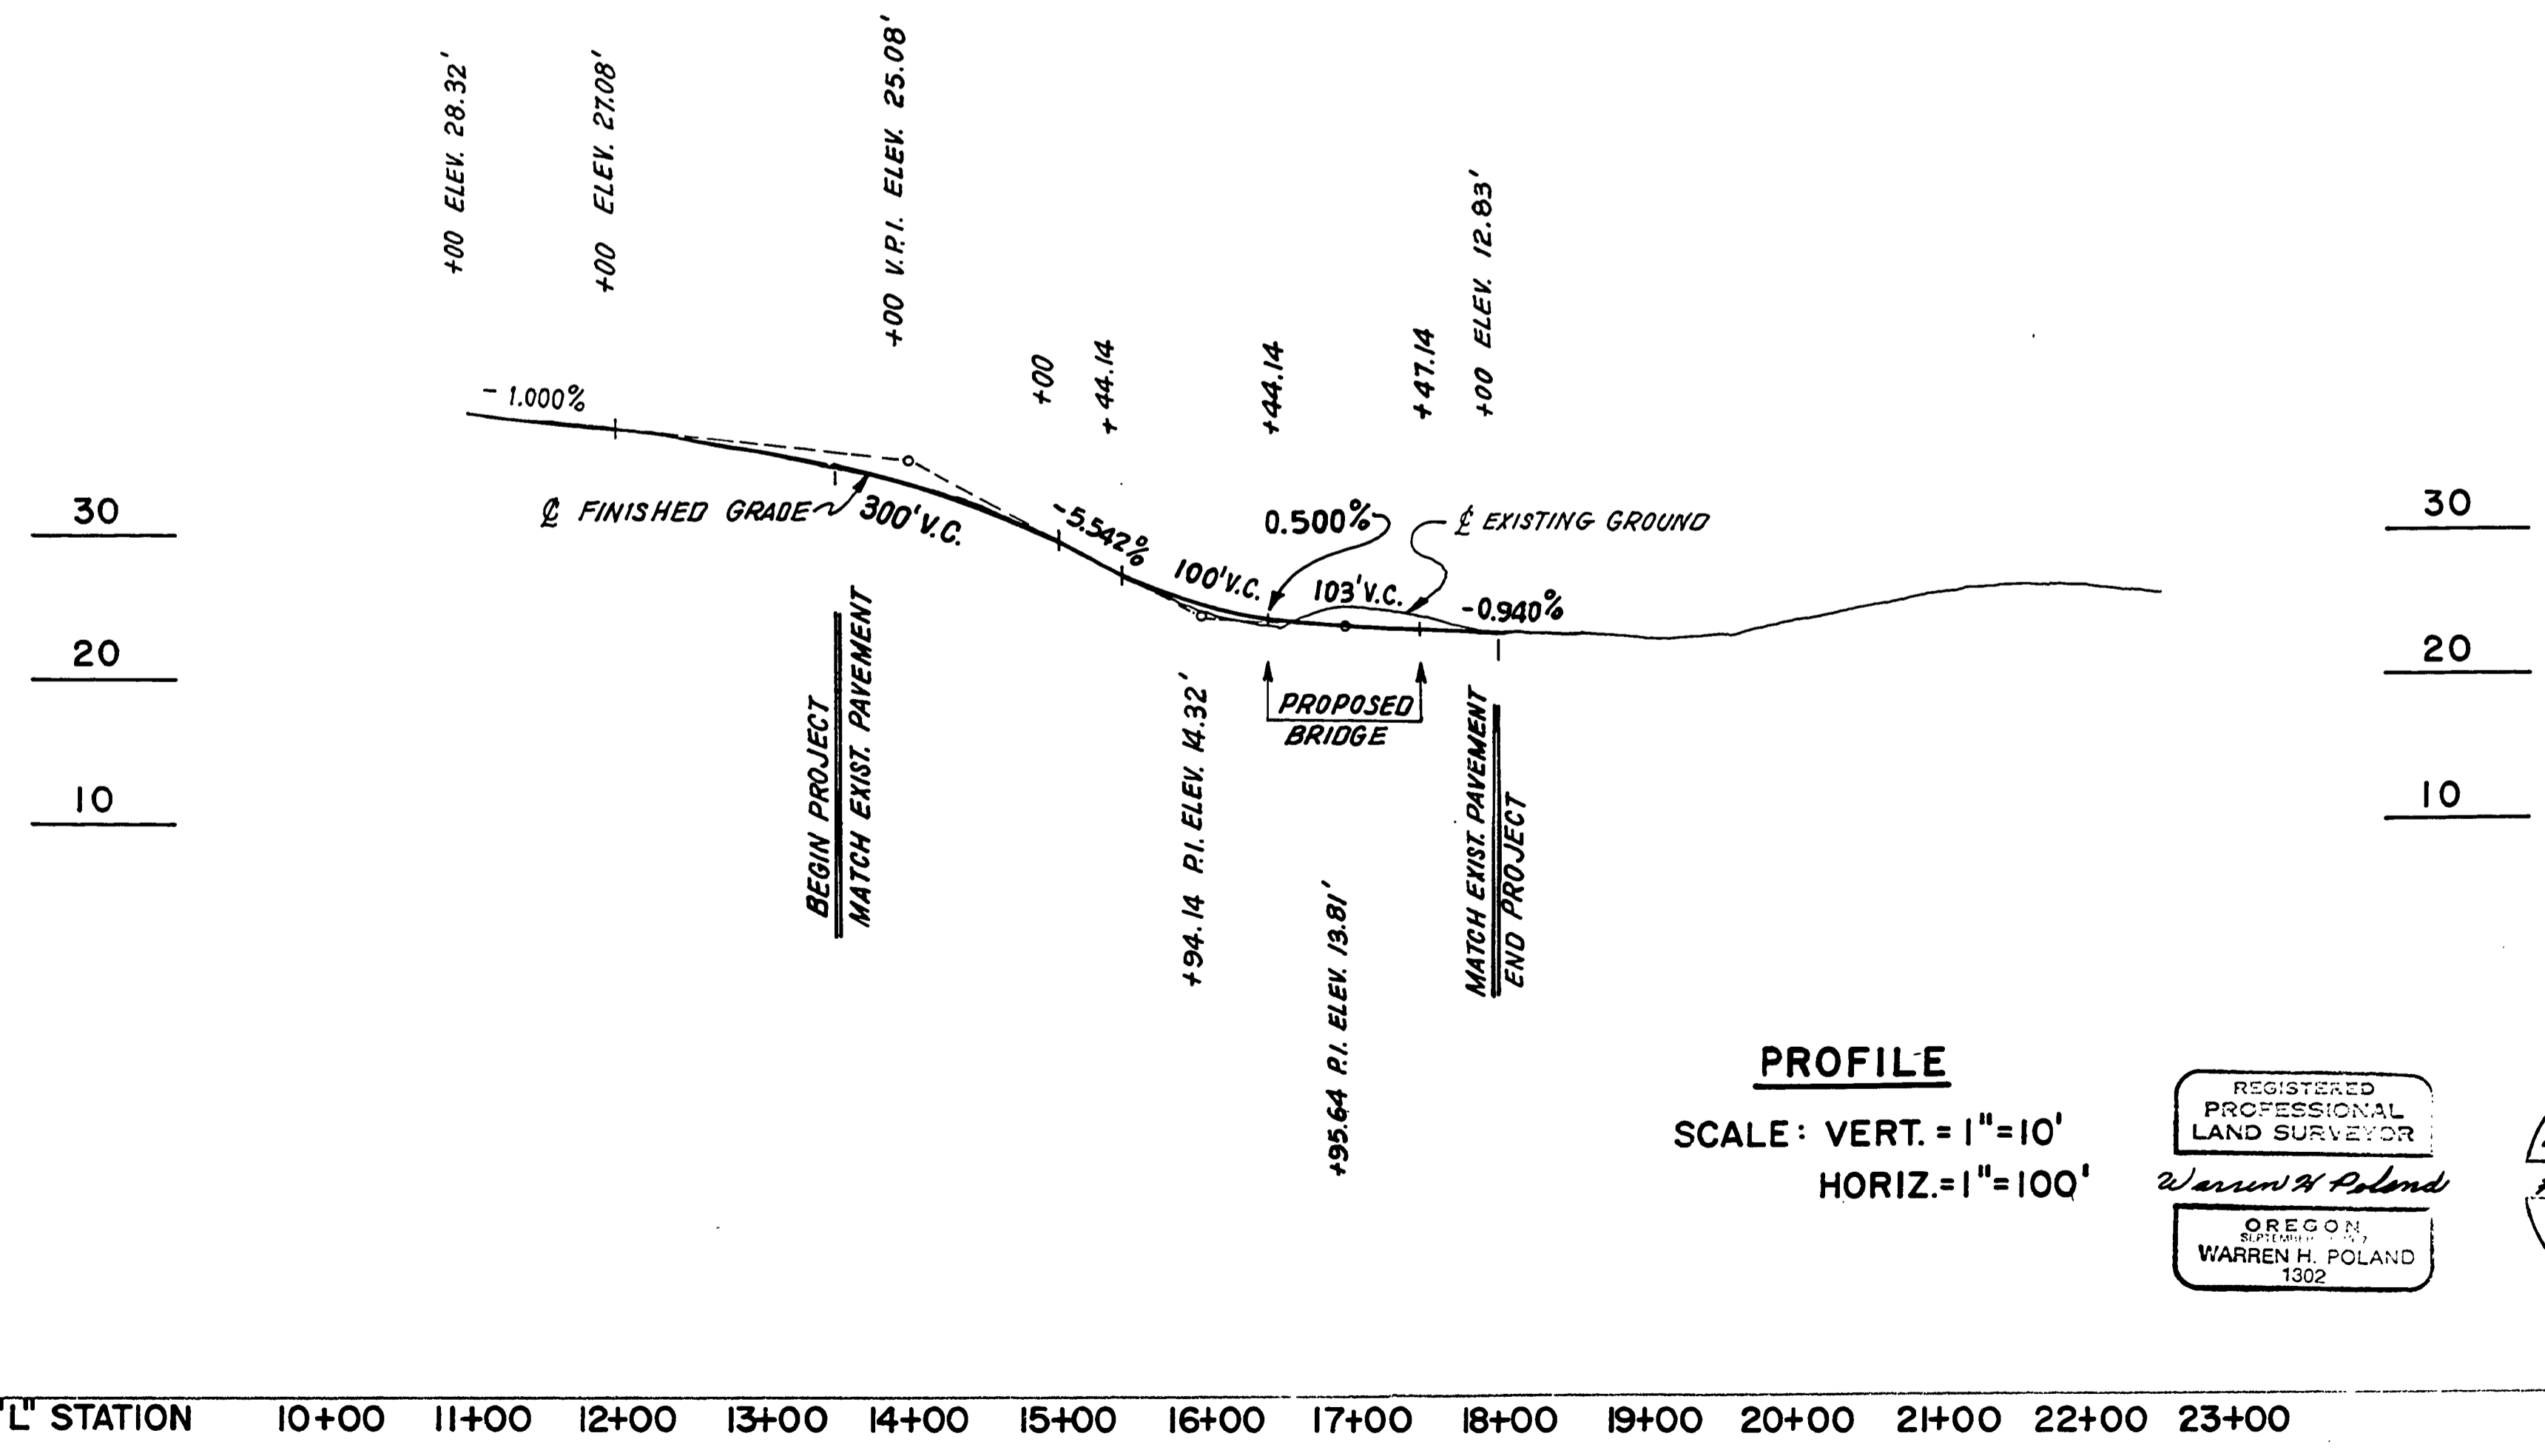 +00 ELEV. 28.32'
+00 ELEV. 27.08'
+00 V.P.I. ELEV. 25.08'
+00
+44.14
+44.14
+47.14
+00 ELEV. 12.83'
- 1.000%
℄ FINISHED GRADE
300' V.C.
-5.542%
100' V.C.
0.500%
103' V.C.
℄ EXISTING GROUND
-0.940%
30
20
10
30
20
10
BEGIN PROJECT
MATCH EXIST. PAVEMENT
+94.14 P.I. ELEV. 14.32'
PROPOSED
BRIDGE
+95.64 P.I. ELEV. 13.81'
MATCH EXIST. PAVEMENT
END PROJECT
PROFILE
SCALE: VERT. = 1"=10'
HORIZ.=1"=100'
REGISTERED
PROFESSIONAL
LAND SURVEYOR
Warren H Poland
OREGON
SEPTEMBER
WARREN H. POLAND
1302
"L" STATION 10+00 11+00 12+00 13+00 14+00 15+00 16+00 17+00 18+00 19+00 20+00 21+00 22+00 23+00